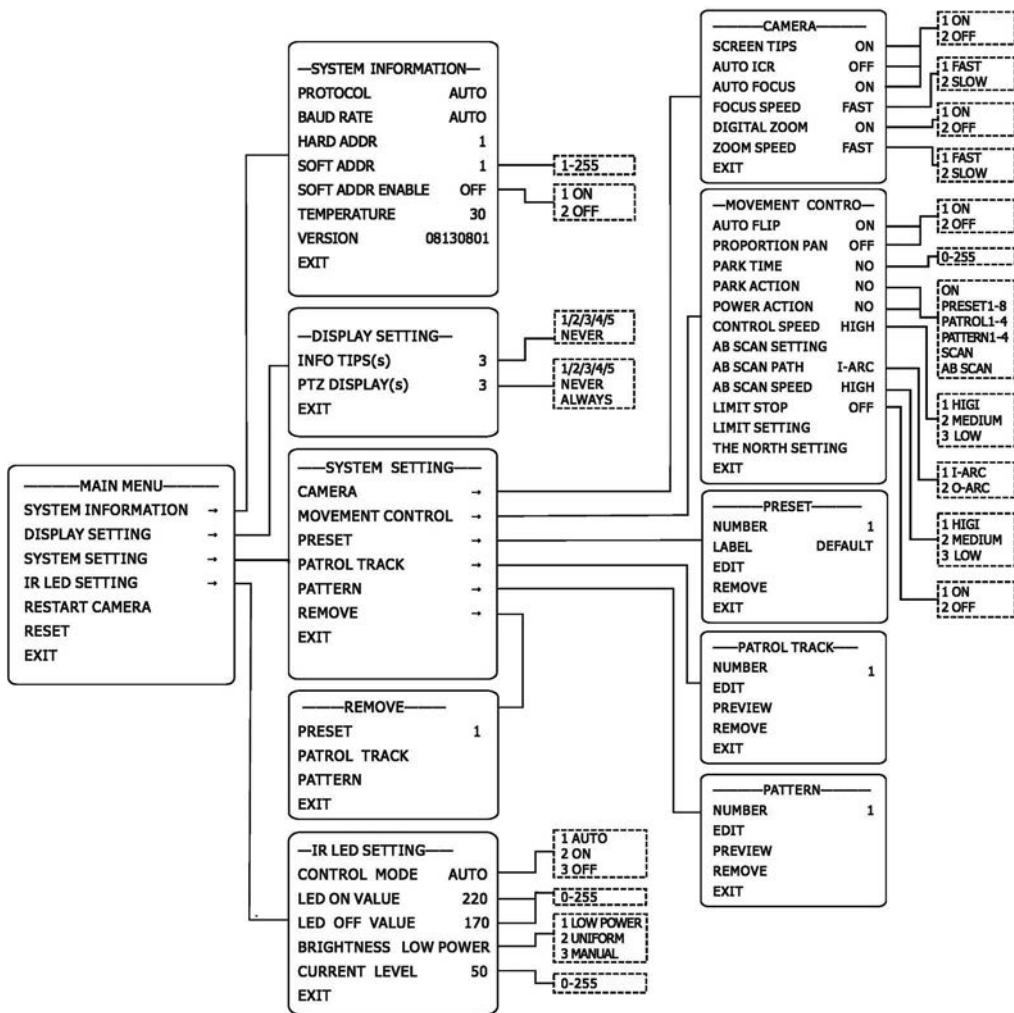 MAIN MENU
SYSTEM INFORMATION →
DISPLAY SETTING →
SYSTEM SETTING →
IR LED SETTING →
RESTART CAMERA
RESET
EXIT
SYSTEM INFORMATION
PROTOCOL AUTO
BAUD RATE AUTO
HARD ADDR 1
SOFT ADDR 1
SOFT ADDR ENABLE OFF
TEMPERATURE 30
VERSION 08130801
EXIT
1-255
1 ON
2 OFF
DISPLAY SETTING
INFO TIPS(s) 3
PTZ DISPLAY(s) 3
EXIT
1/2/3/4/5
NEVER
1/2/3/4/5
NEVER
ALWAYS
SYSTEM SETTING
CAMERA →
MOVEMENT CONTROL →
PRESET →
PATROL TRACK →
PATTERN →
REMOVE →
EXIT
REMOVE
PRESET 1
PATROL TRACK
PATTERN
EXIT
IR LED SETTING
CONTROL MODE AUTO
LED ON VALUE 220
LED OFF VALUE 170
BRIGHTNESS LOW POWER
CURRENT LEVEL 50
EXIT
1 AUTO
2 ON
3 OFF
0-255
1 LOW POWER
2 UNIFORM
3 MANUAL
0-255
CAMERA
SCREEN TIPS ON
AUTO ICR OFF
AUTO FOCUS ON
FOCUS SPEED FAST
DIGITAL ZOOM ON
ZOOM SPEED FAST
EXIT
1 ON
2 OFF
1 FAST
2 SLOW
1 ON
2 OFF
1 FAST
2 SLOW
MOVEMENT CONTRO
AUTO FLIP ON
PROPORTION PAN OFF
PARK TIME NO
PARK ACTION NO
POWER ACTION NO
CONTROL SPEED HIGH
AB SCAN SETTING
AB SCAN PATH I-ARC
AB SCAN SPEED HIGH
LIMIT STOP OFF
LIMIT SETTING
THE NORTH SETTING
EXIT
1 ON
2 OFF
0-255
ON
PRESET1-8
PATROL1-4
PATTERN1-4
SCAN
AB SCAN
1 HIGI
2 MEDIUM
3 LOW
1 I-ARC
2 O-ARC
1 HIGI
2 MEDIUM
3 LOW
1 ON
2 OFF
PRESET
NUMBER 1
LABEL DEFAULT
EDIT
REMOVE
EXIT
PATROL TRACK
NUMBER 1
EDIT
PREVIEW
REMOVE
EXIT
PATTERN
NUMBER 1
EDIT
PREVIEW
REMOVE
EXIT